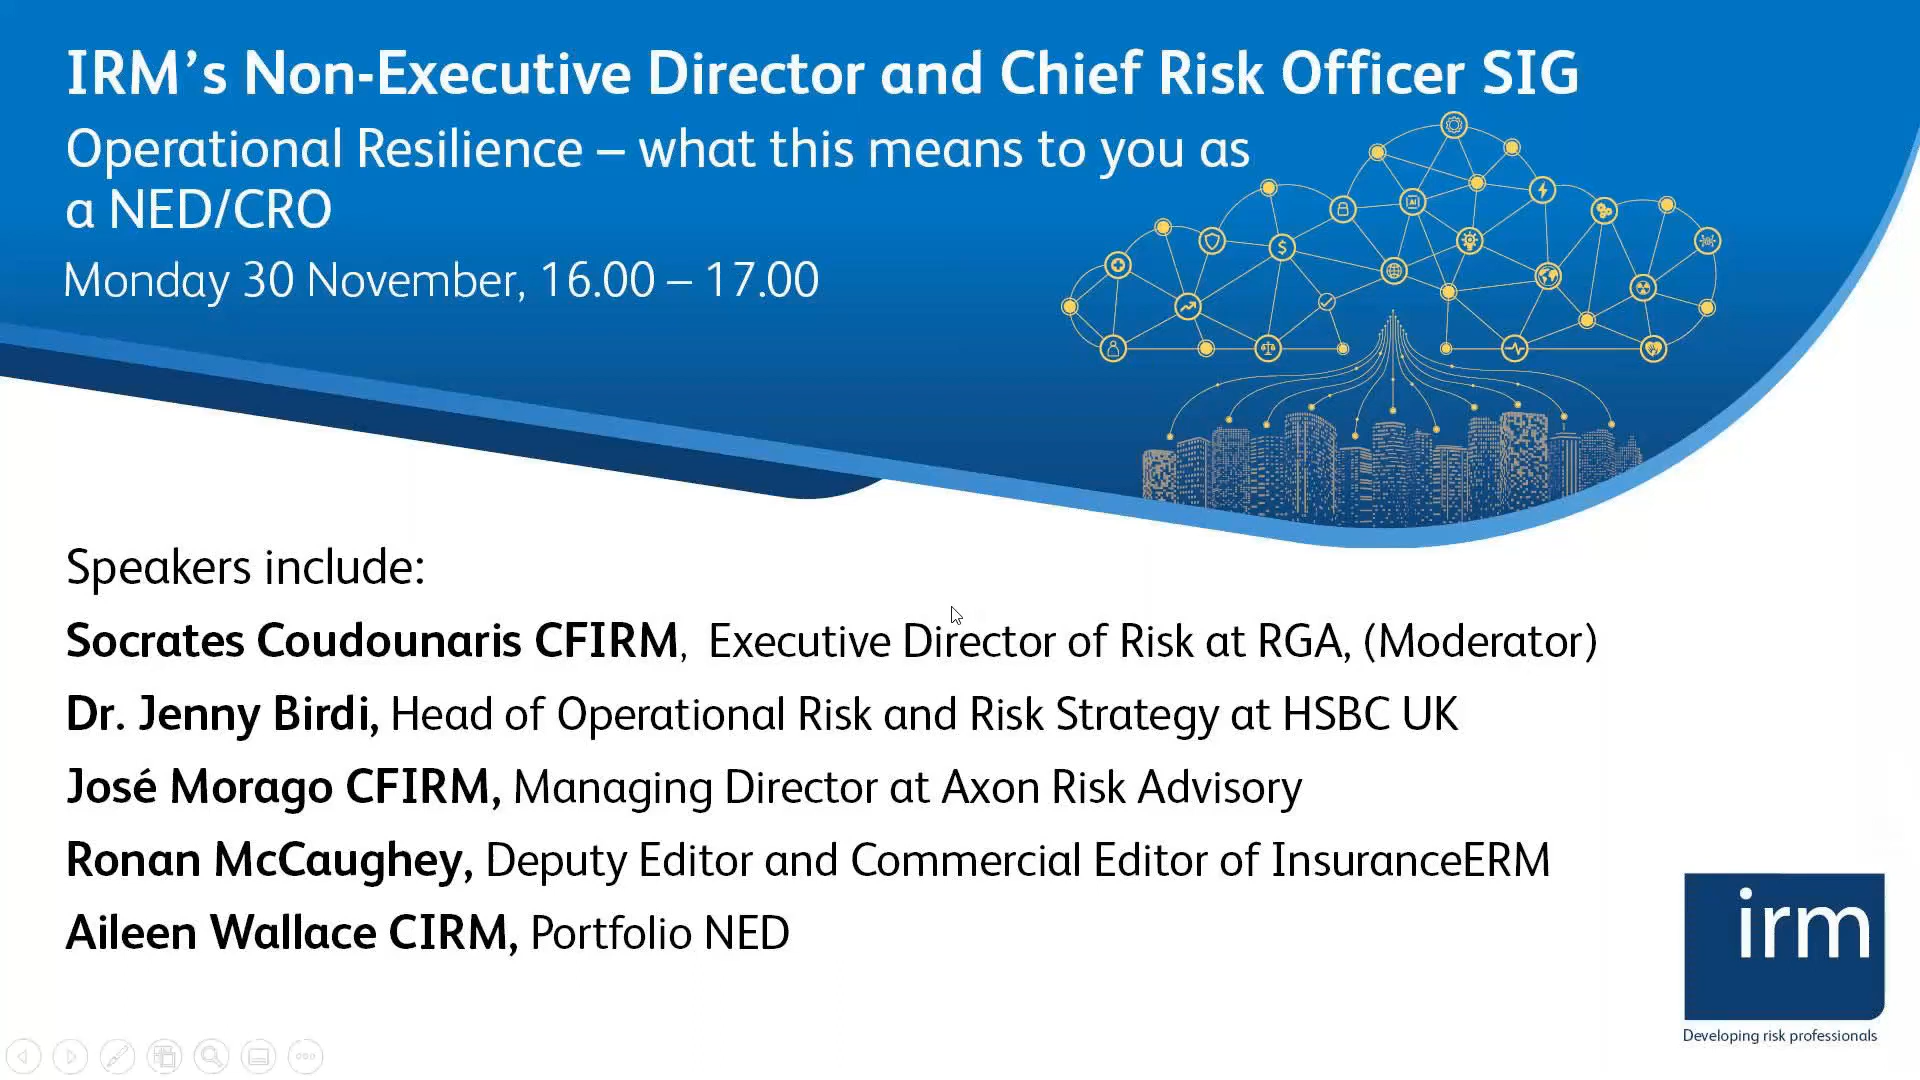 IRM’s Non-Executive Director and Chief Risk Officer SIG
Operational Resilience – what this means to you as
a NED/CRO
Monday 30 November, 16.00 – 17.00
Speakers include:
Socrates Coudounaris CFIRM, Executive Director of Risk at RGA, (Moderator)
Dr. Jenny Birdi, Head of Operational Risk and Risk Strategy at HSBC UK
José Morago CFIRM, Managing Director at Axon Risk Advisory
Ronan McCaughey, Deputy Editor and Commercial Editor of InsuranceERM
Aileen Wallace CIRM, Portfolio NED
irm
Developing risk professionals